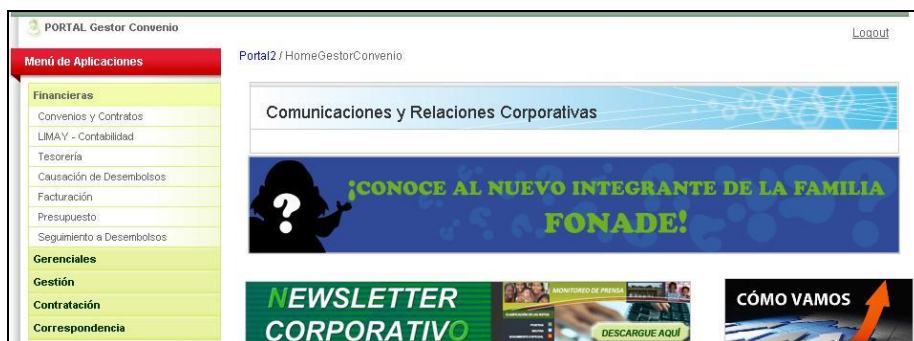 PORTAL Gestor Convenio
Logout
Menú de Aplicaciones
Portal2 / HomeGestorConvenio
Financieras
Convenios y Contratos
LIMAY - Contabilidad
Tesorería
Causación de Desembolsos
Facturación
Presupuesto
Seguimiento a Desembolsos
Gerenciales
Gestión
Contratación
Correspondencia
Comunicaciones y Relaciones Corporativas
?
¡CONOCE AL NUEVO INTEGRANTE DE LA FAMILIA
FONADE!
NEWSLETTER
CORPORATIVO
MONITOREO DE PRENSA
DESCARGUE AQUÍ
CÓMO VAMOS